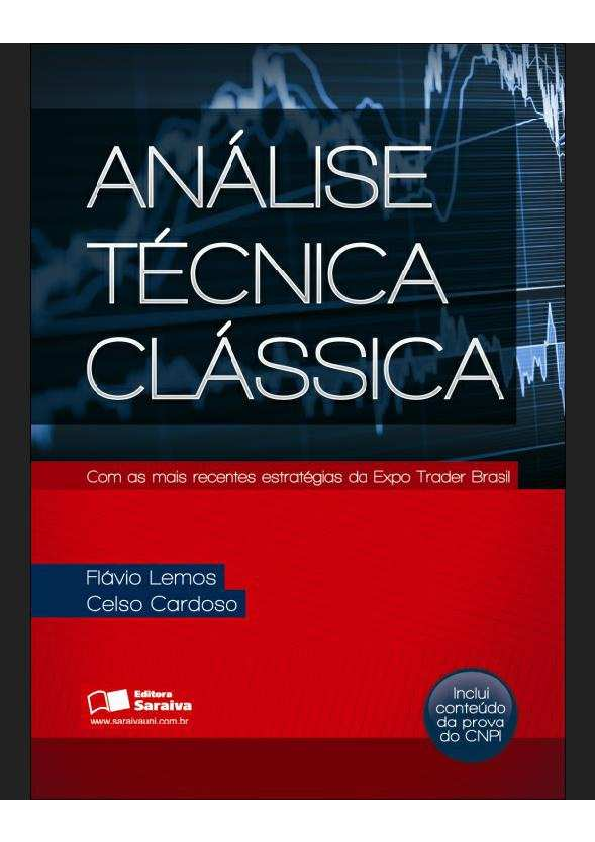 ANÁLISE
TÉCNICA
CLÁSSICA
Com as mais recentes estratégias da Expo Trader Brasil
Flávio Lemos
Celso Cardoso
Editora
Saraiva
www.saraivauni.com.br
Inclui
conteúdo
da prova
do CNPI